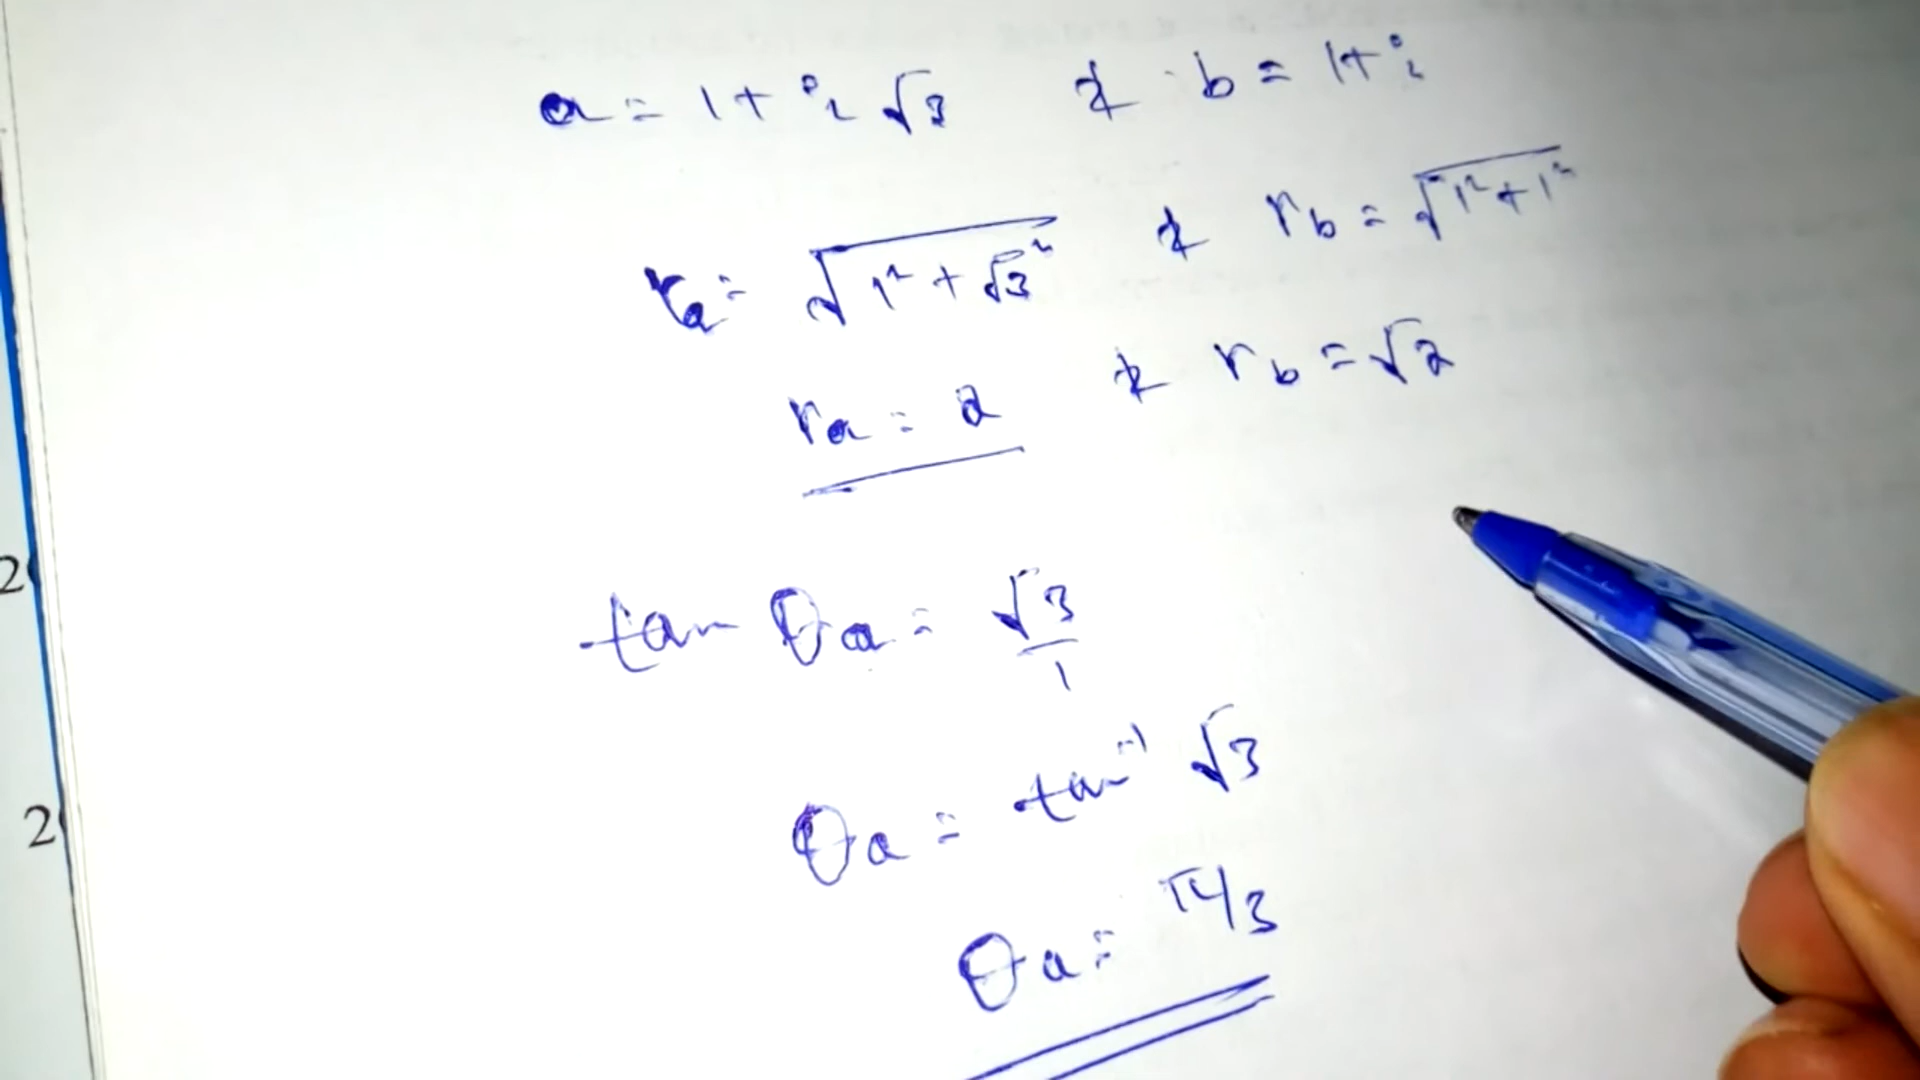 a = 1 + i √3 & b = 1 + i
ra = √(1² + √3²) & rb = √(1² + 1²)
ra = 2 & rb = √2
tan θa = √3/1
2
θa = tan⁻¹ √3
2
θa = π/3